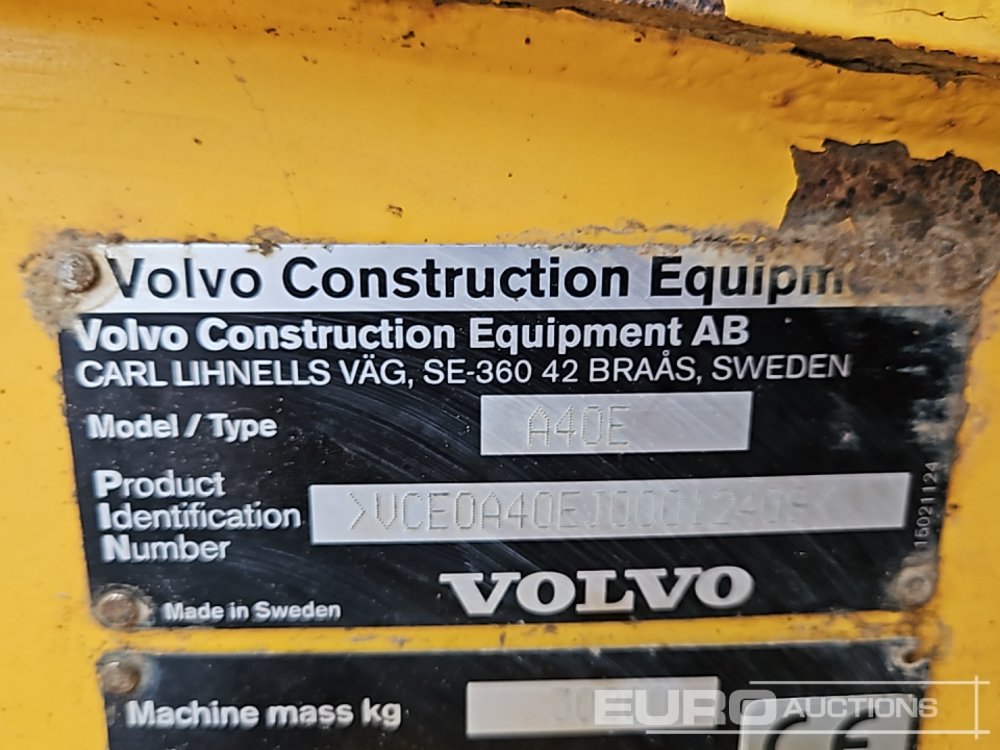 Volvo Construction
Volvo Construction Equipment AB
CARL LIHNELLS VÄG, SE-360 42 BRAÅS, SWEDEN
Model / Type A40E
Product
Identification
Number
Made in Sweden VOLVO
15021124
Machine mass kg
CE
EURO AUCTIONS